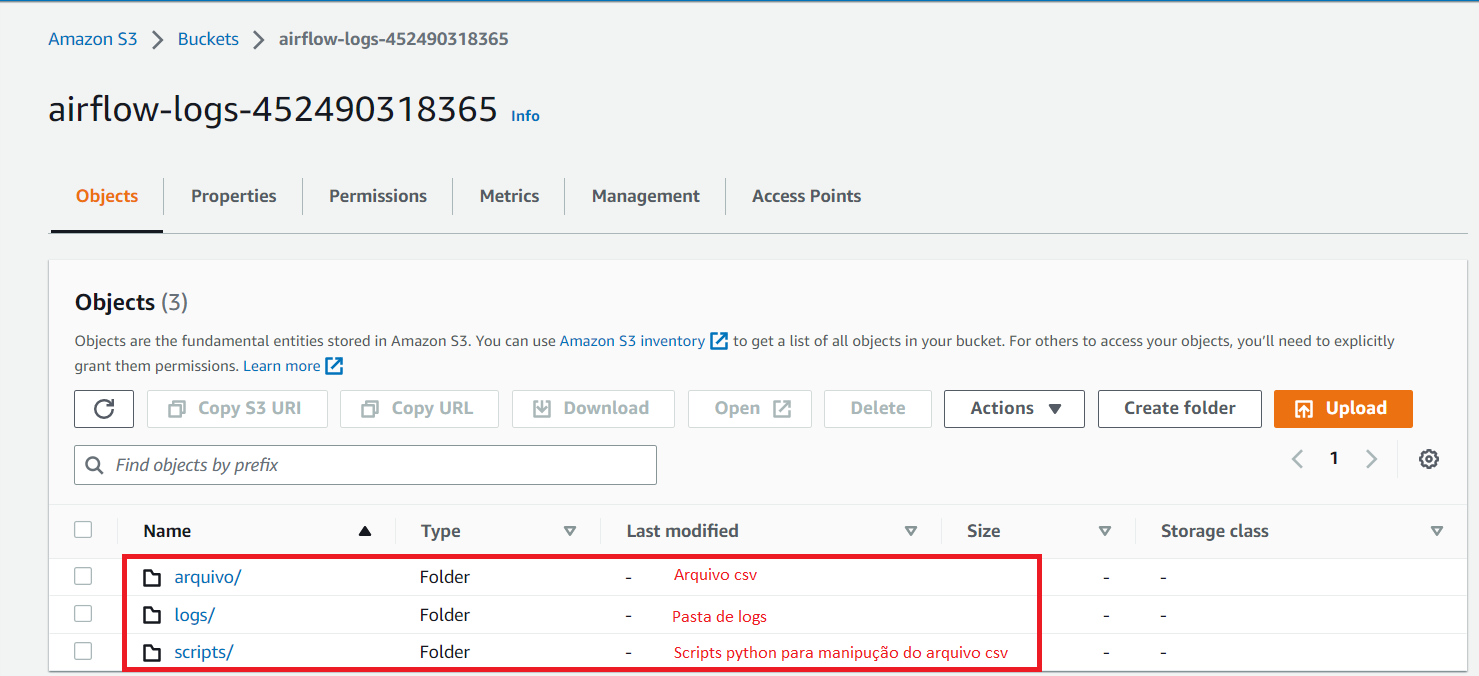 Amazon S3 > Buckets > airflow-logs-452490318365
airflow-logs-452490318365 Info
Objects Properties Permissions Metrics Management Access Points
Objects (3)
Objects are the fundamental entities stored in Amazon S3. You can use Amazon S3 inventory to get a list of all objects in your bucket. For others to access your objects, you'll need to explicitly
grant them permissions. Learn more
Copy S3 URI Copy URL Download Open Delete Actions Create folder Upload
Find objects by prefix 1
Name Type Last modified Size Storage class
arquivo/ Folder - Arquivo csv - -
logs/ Folder - Pasta de logs - -
scripts/ Folder - Scripts python para manipução do arquivo csv - -